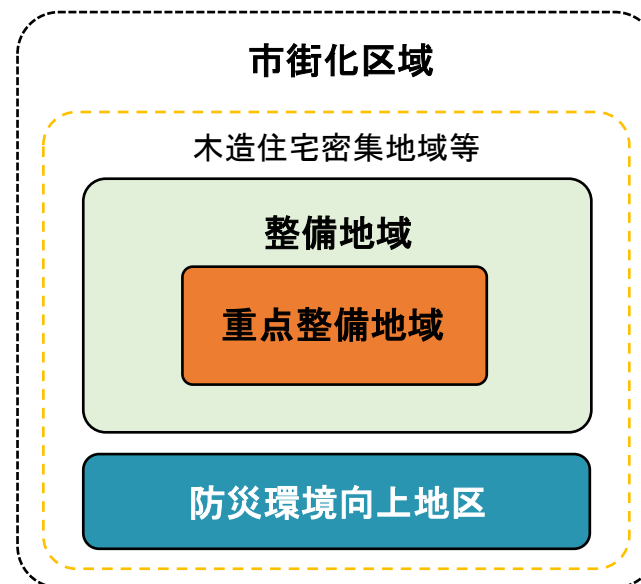 市街化区域
木造住宅密集地域等
整備地域
重点整備地域
防災環境向上地区